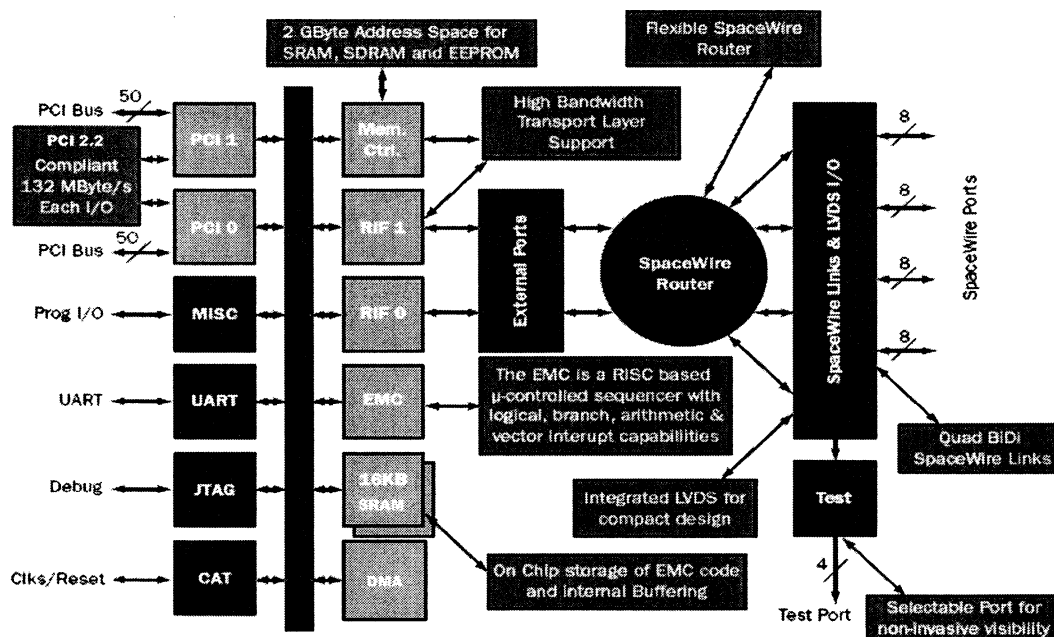 2 GByte Address Space for
SRAM, SDRAM and EEPROM
Flexible SpaceWire
Router
PCI Bus
50
PCI 2.2
Compliant
132 MByte/s
Each I/O
PCI 1
Mem.
Ctrl.
High Bandwidth
Transport Layer
Support
PCI 0
RIF 1
PCI Bus
50
External Ports
SpaceWire
Router
SpaceWire Links & LVDS I/O
8
8
8
8
SpaceWire Ports
Prog I/O
MISC
RIF 0
UART
UART
EMC
The EMC is a RISC based
µ-controlled sequencer with
logical, branch, arithmetic &
vector interupt capabilities
Quad BiDi
SpaceWire Links
Debug
JTAG
16KB
SRAM
Integrated LVDS for
compact design
Test
Clks/Reset
CAT
DMA
On Chip storage of EMC code
and internal Buffering
4
Test Port
Selectable Port for
non-invasive visibility